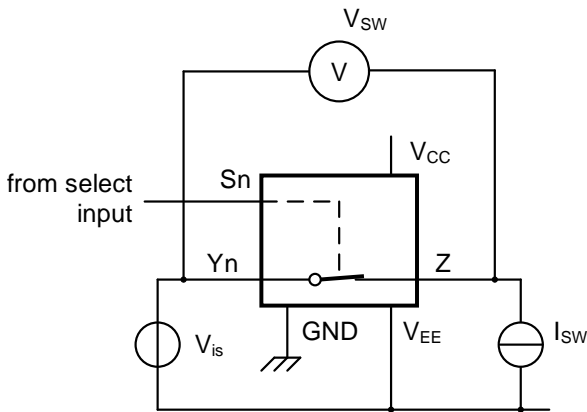 V_SW
V
V_CC
from select
input
Sn
Yn
Z
V_is
GND
V_EE
I_SW